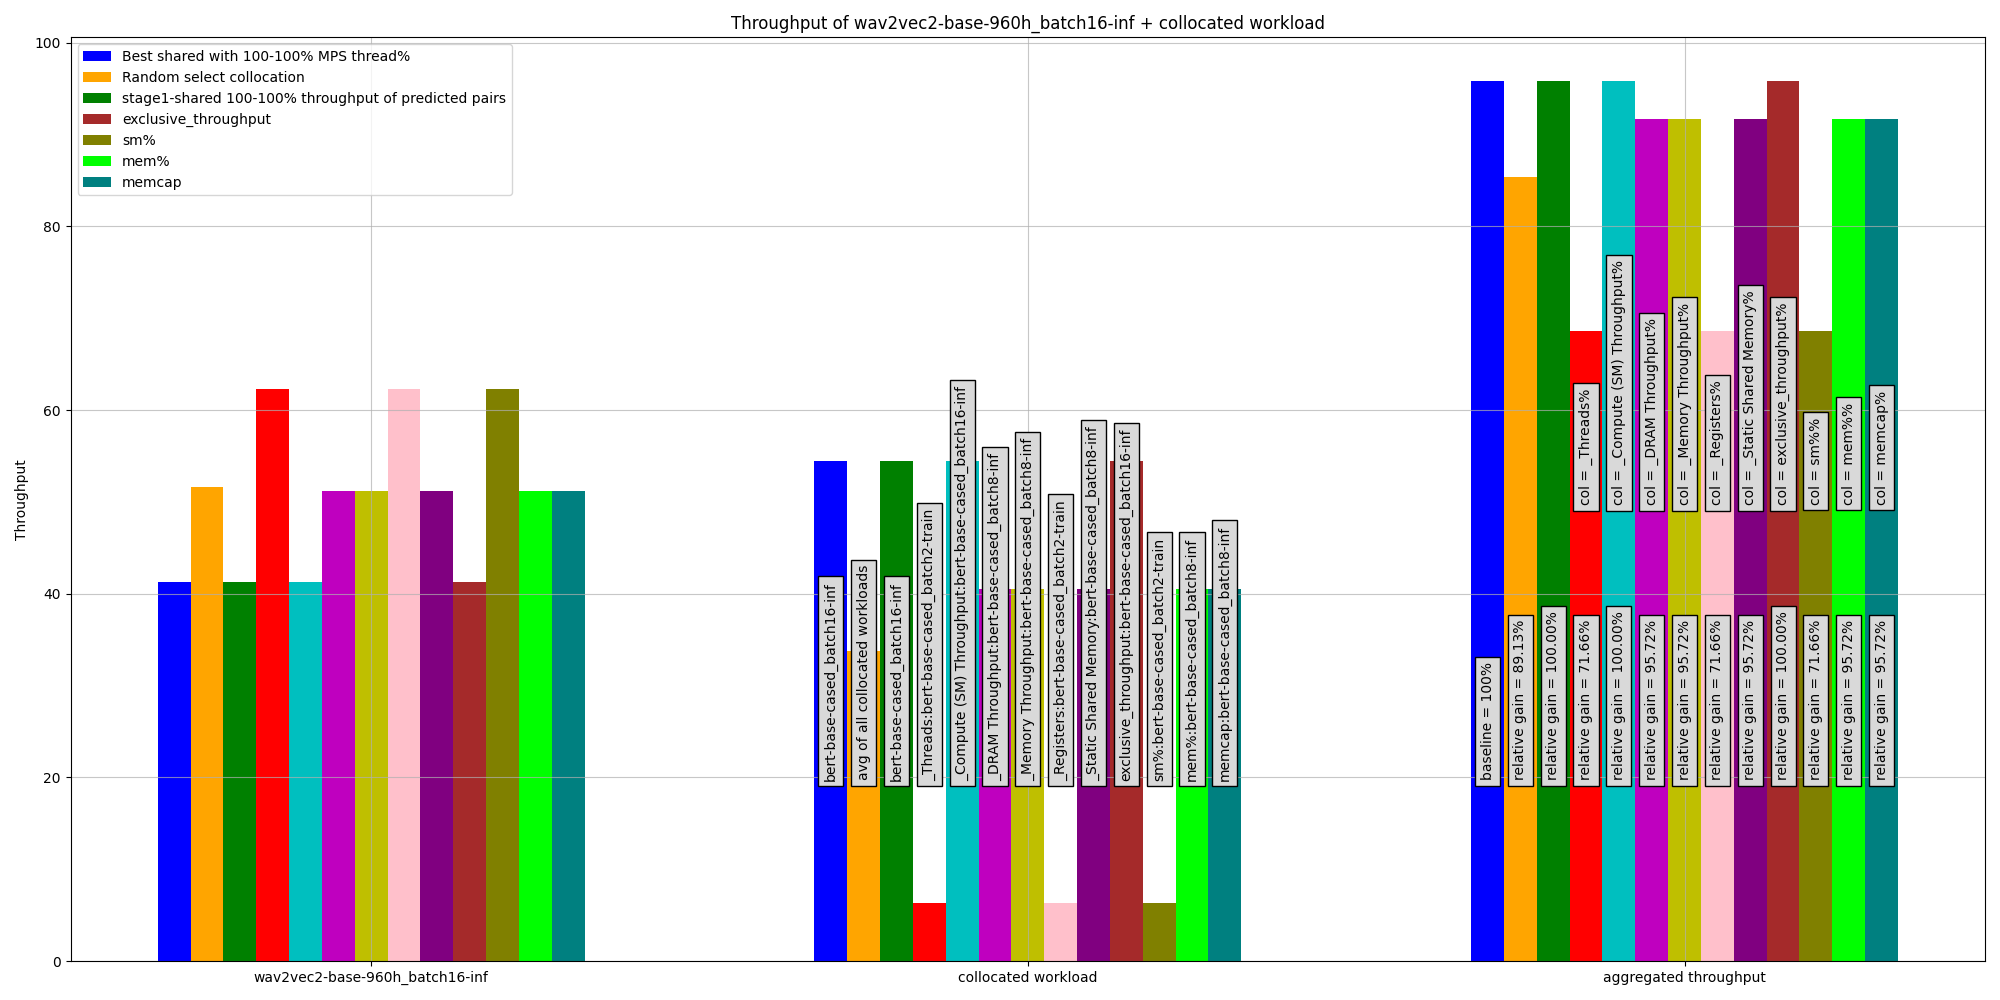 Throughput of wav2vec2-base-960h_batch16-inf + collocated workload
Throughput
100
80
60
40
20
0
Best shared with 100-100% MPS thread%
Random select collocation
stage1-shared 100-100% throughput of predicted pairs
exclusive_throughput
sm%
mem%
memcap
bert-base-cased_batch16-inf
avg of all collocated workloads
bert-base-cased_batch16-inf
_Threads:bert-base-cased_batch2-train
_Compute (SM) Throughput:bert-base-cased_batch16-inf
_DRAM Throughput:bert-base-cased_batch8-inf
_Memory Throughput:bert-base-cased_batch8-inf
_Registers:bert-base-cased_batch2-train
_Static Shared Memory:bert-base-cased_batch8-inf
exclusive_throughput:bert-base-cased_batch16-inf
sm%:bert-base-cased_batch2-train
mem%:bert-base-cased_batch8-inf
memcap:bert-base-cased_batch8-inf
col = _Threads%
col = _Compute (SM) Throughput%
col = _DRAM Throughput%
col = _Memory Throughput%
col = _Registers%
col = _Static Shared Memory%
col = exclusive_throughput%
col = sm%%
col = mem%%
col = memcap%
baseline = 100%
relative gain = 89.13%
relative gain = 100.00%
relative gain = 71.66%
relative gain = 100.00%
relative gain = 95.72%
relative gain = 95.72%
relative gain = 71.66%
relative gain = 95.72%
relative gain = 100.00%
relative gain = 71.66%
relative gain = 95.72%
relative gain = 95.72%
wav2vec2-base-960h_batch16-inf
collocated workload
aggregated throughput